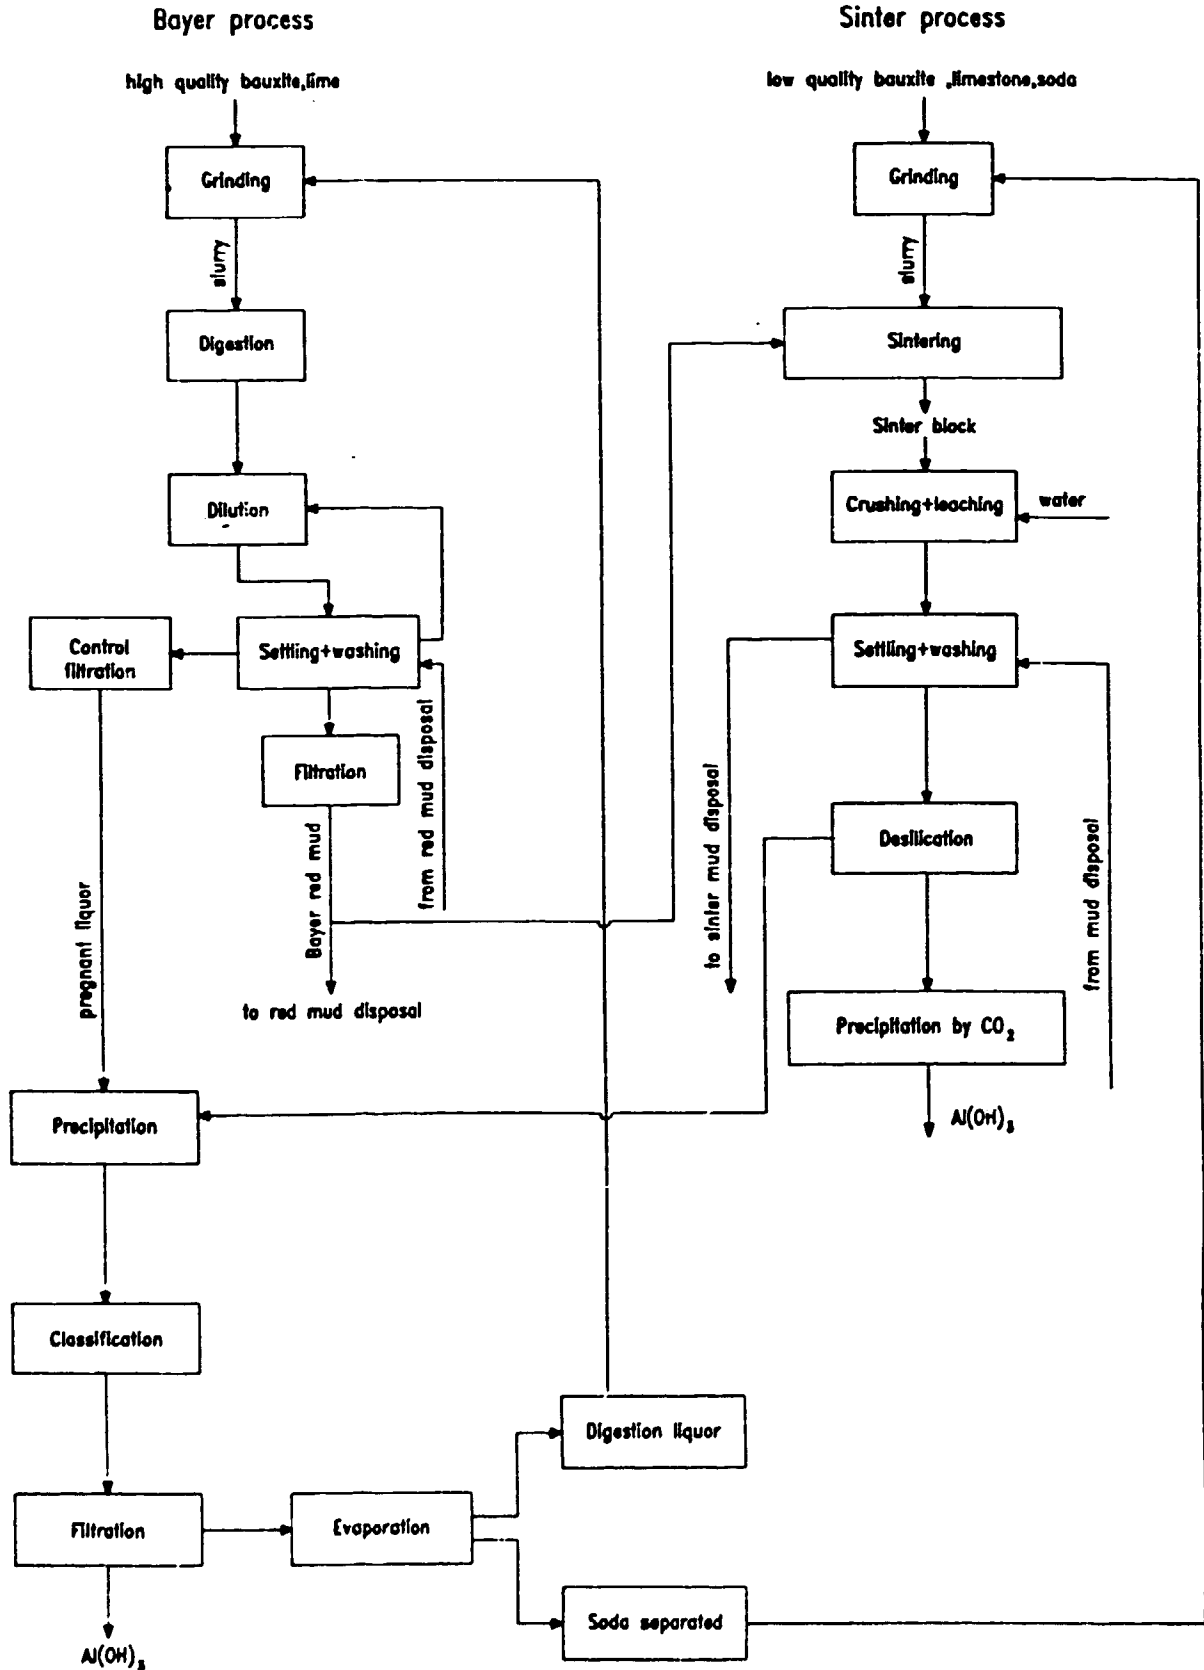 Bayer process
high quality bauxite,lime
Grinding
slurry
Digestion
Dilution
Settling+washing
Control
filtration
Filtration
Bayer red mud
from red mud disposal
to red mud disposal
pregnant liquor
Precipitation
Classification
Filtration
Al(OH)₃
Evaporation
Digestion liquor
Soda separated
Sinter process
low quality bauxite ,limestone,soda
Grinding
slurry
Sintering
Sinter block
Crushing+leaching
water
Settling+washing
to sinter mud disposal
from mud disposal
Desilication
Precipitation by CO₂
Al(OH)₃